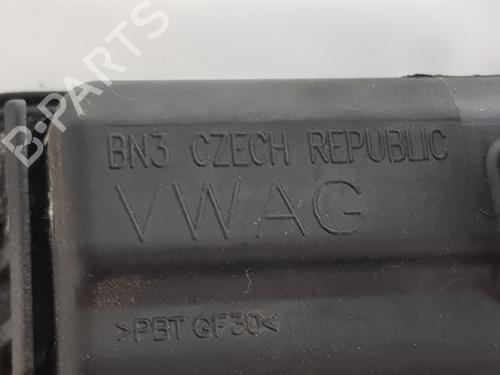 B-PARTS
BN3 CZECH REPUBLIC
VWAG
>PBT GF30<